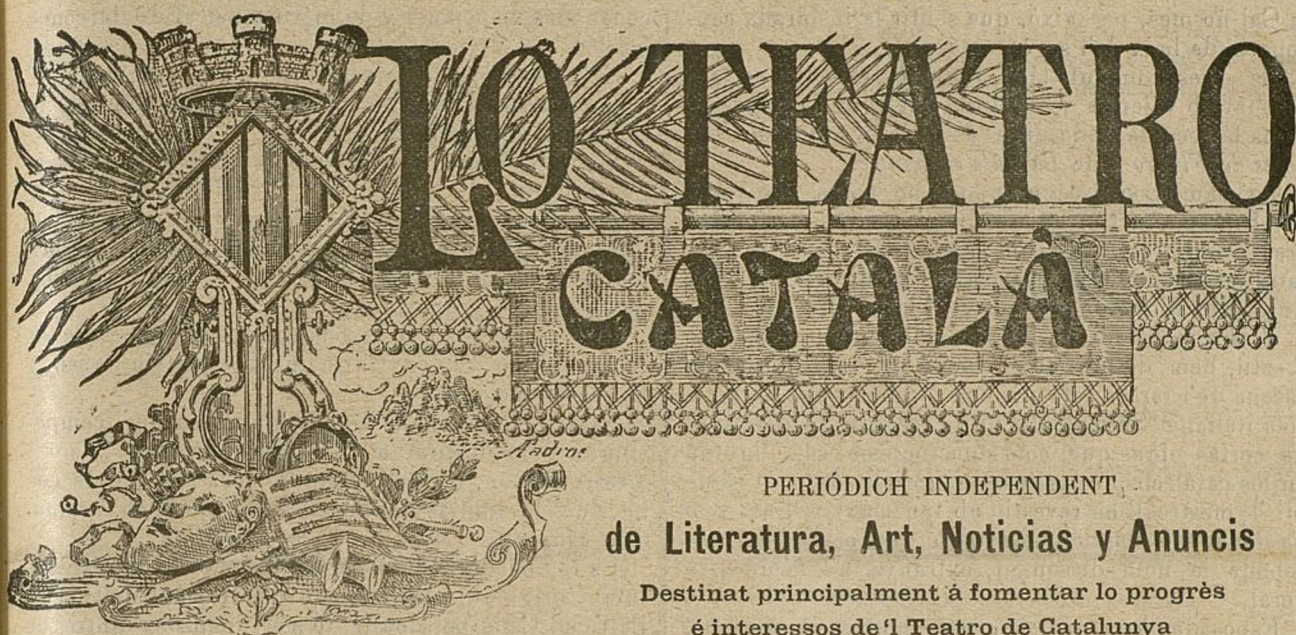 LO TEATRO
CATALÀ
PERIÓDICH INDEPENDENT
de Literatura, Art, Noticias y Anuncis
Destinat principalment á fomentar lo progrès
é interessos de 'l Teatro de Catalunya